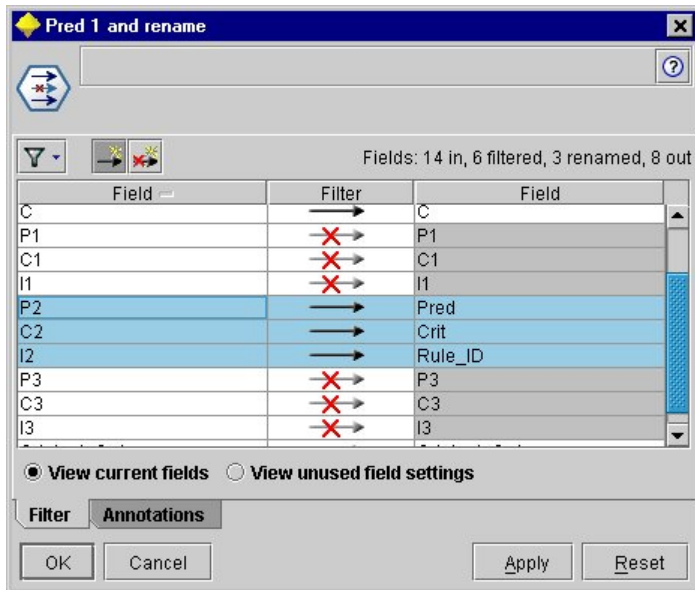 Pred 1 and rename
Fields: 14 in, 6 filtered, 3 renamed, 8 out
Field Filter Field
C C
P1 P1
C1 C1
I1 I1
P2 Pred
C2 Crit
I2 Rule_ID
P3 P3
C3 C3
I3 I3
View current fields View unused field settings
Filter Annotations
OK Cancel Apply Reset